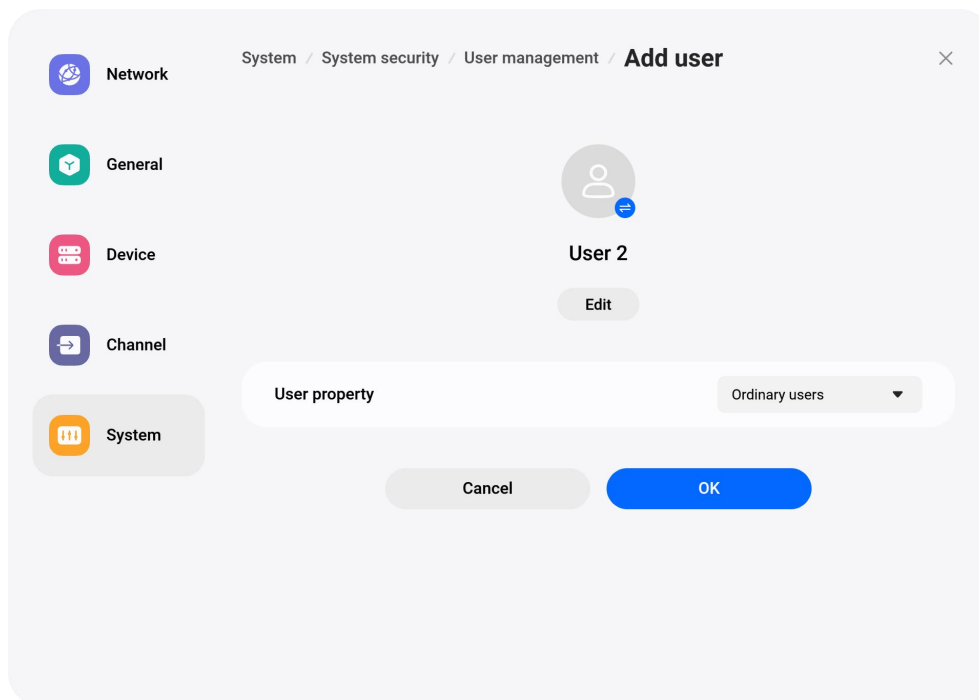 System / System security / User management / Add user
Network
General
Device
Channel
System
User 2
Edit
User property
Ordinary users
Cancel
OK